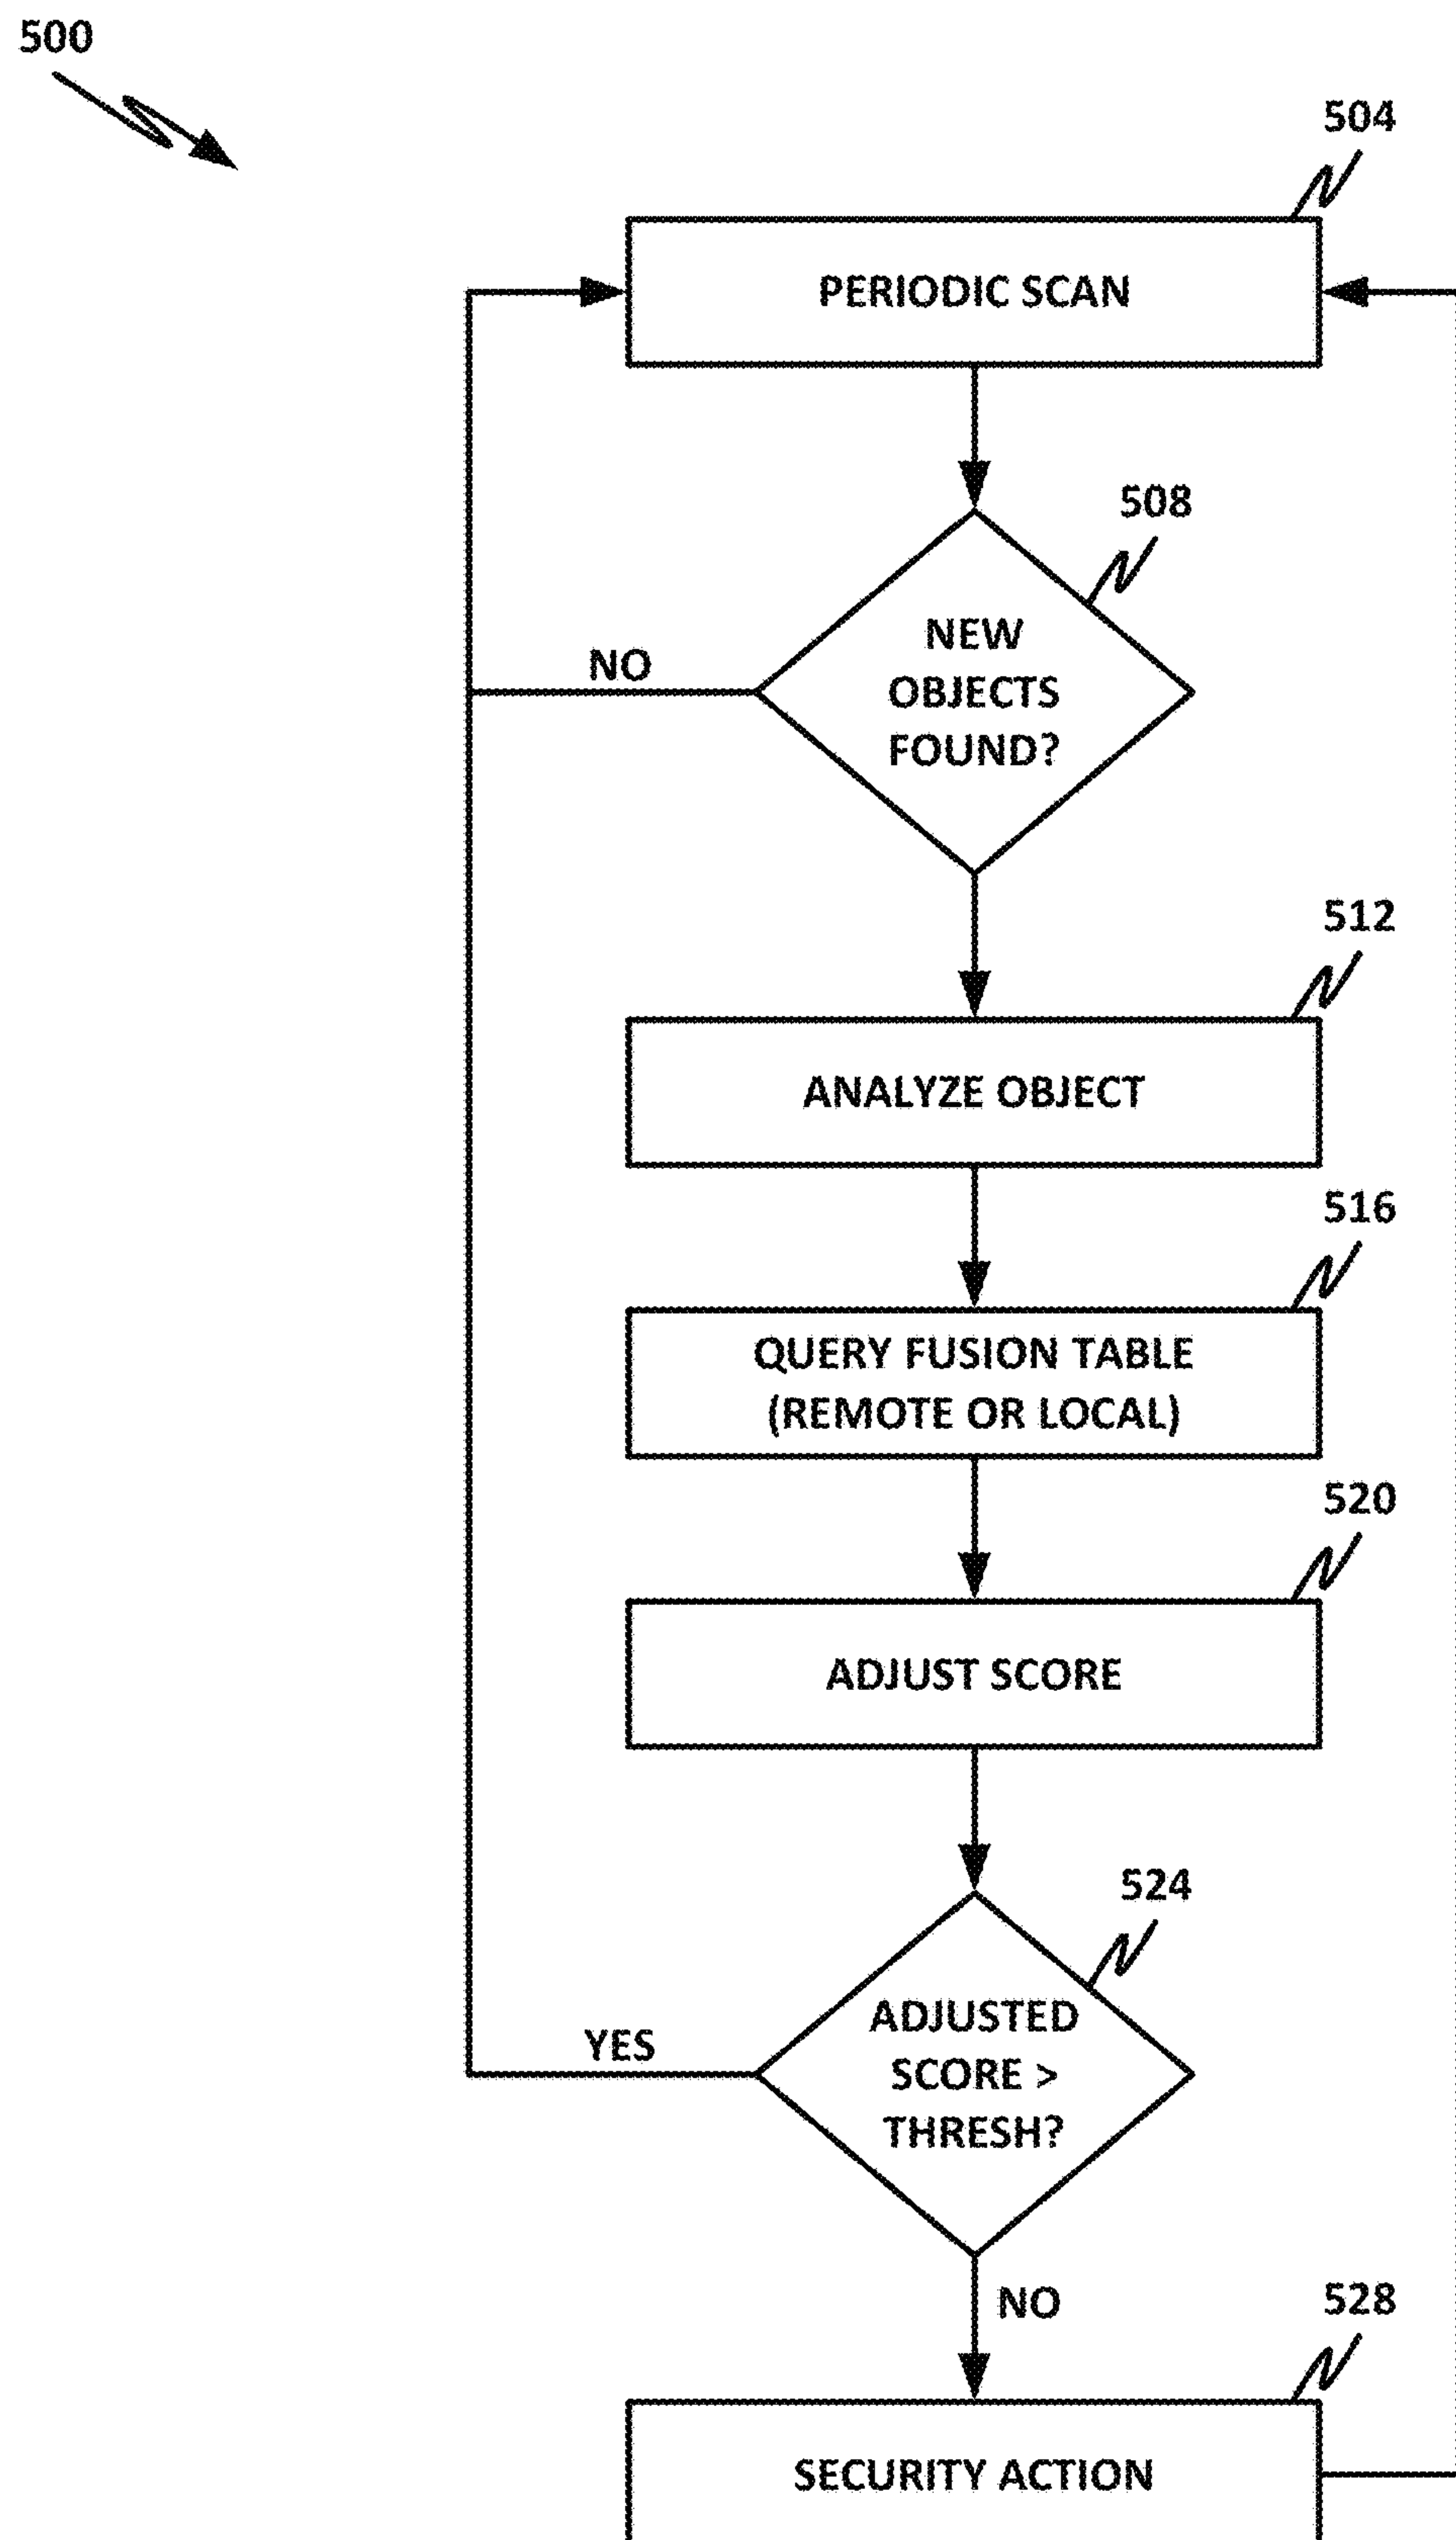 500
504
PERIODIC SCAN
508
NEW
OBJECTS
FOUND?
NO
512
ANALYZE OBJECT
516
QUERY FUSION TABLE
(REMOTE OR LOCAL)
520
ADJUST SCORE
524
ADJUSTED
SCORE >
THRESH?
YES
NO
528
SECURITY ACTION